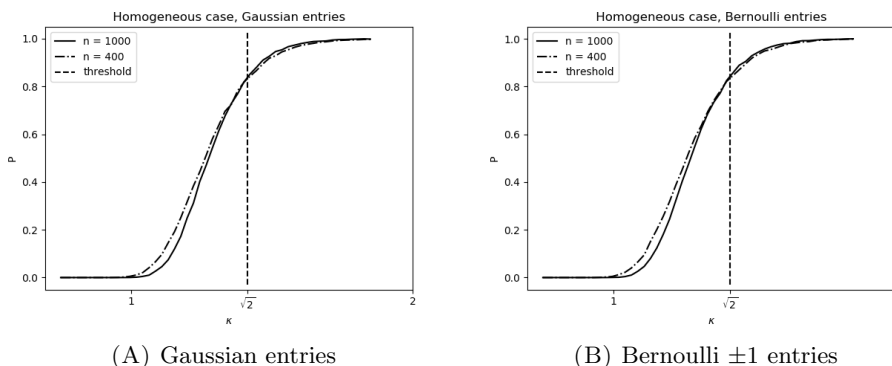 Homogeneous case, Gaussian entries
n = 1000
n = 400
threshold
1.0
0.8
0.6
0.4
0.2
0.0
P
1
√2
2
κ
(A) Gaussian entries
Homogeneous case, Bernoulli entries
n = 1000
n = 400
threshold
1.0
0.8
0.6
0.4
0.2
0.0
P
1
√2
κ
(B) Bernoulli ±1 entries